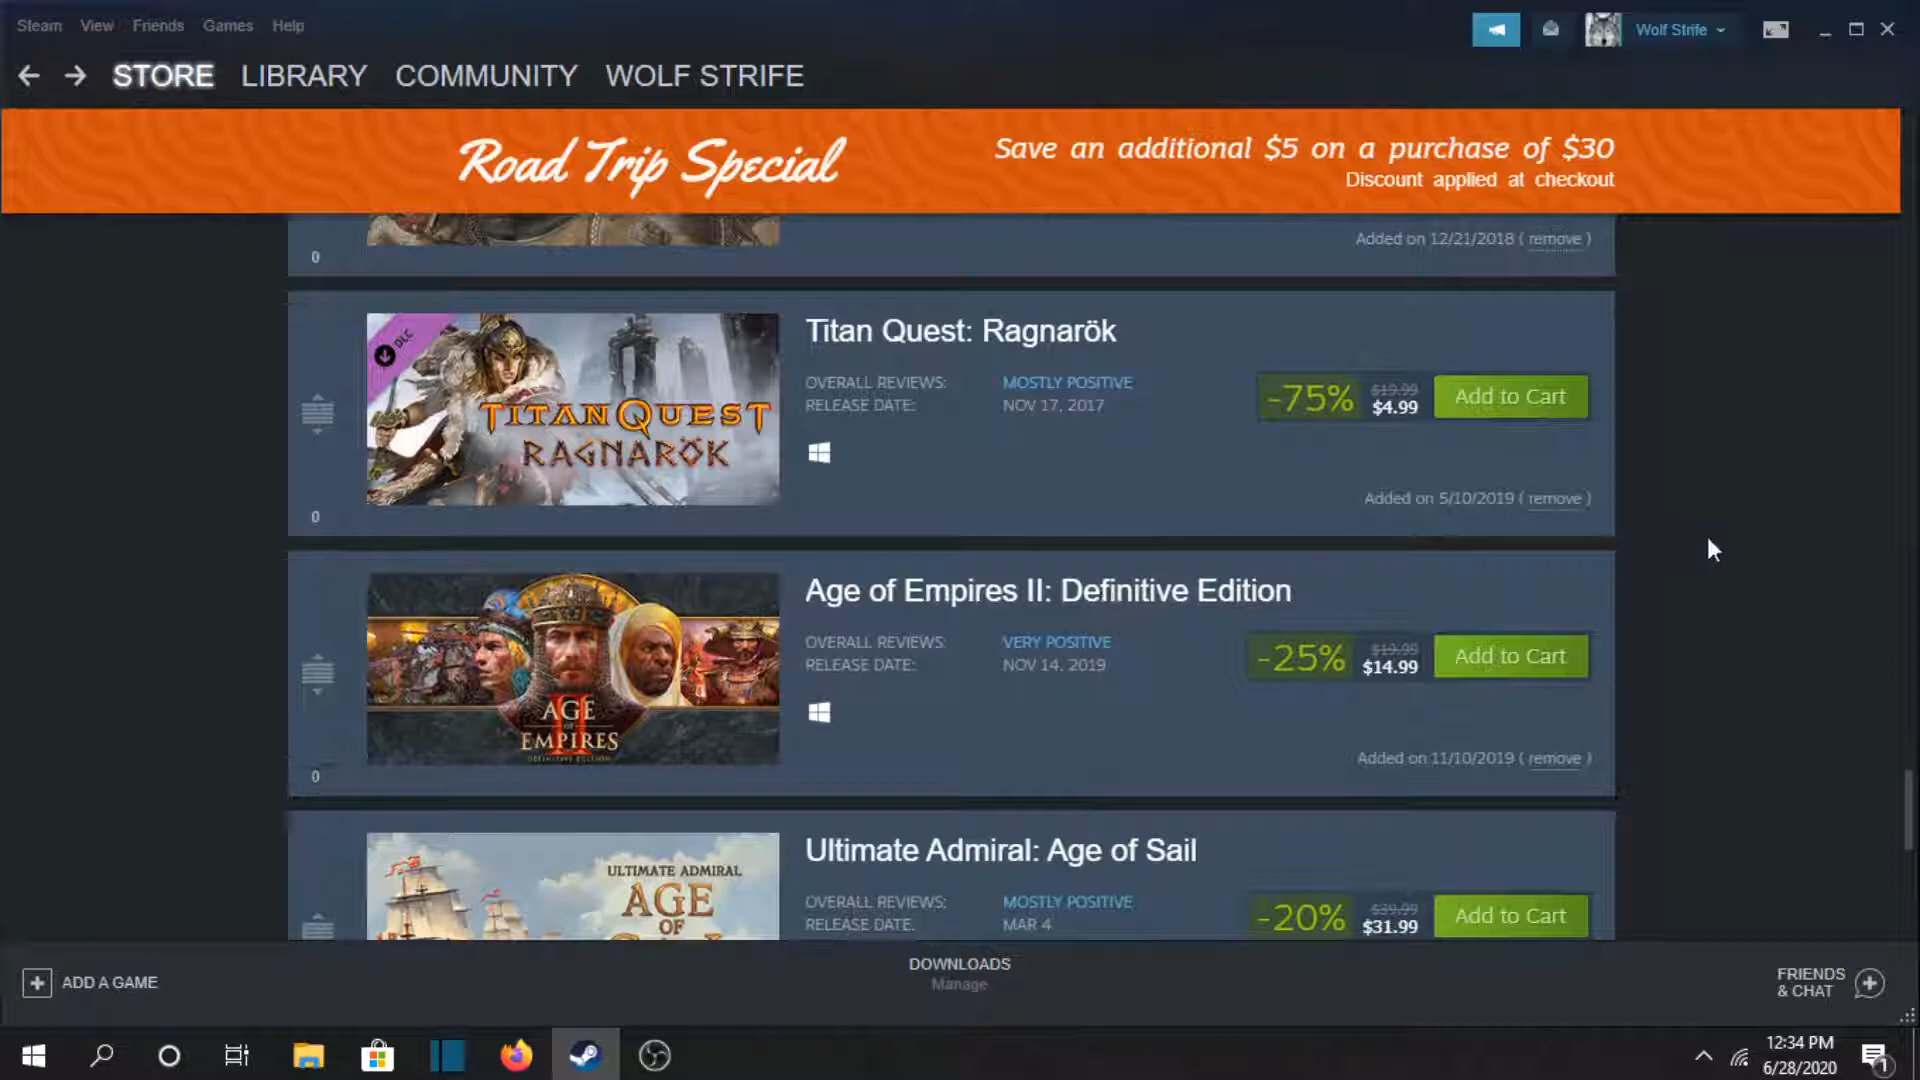 Steam View Friends Games Help
Wolf Strife
STORE LIBRARY COMMUNITY WOLF STRIFE
Road Trip Special
Save an additional $5 on a purchase of $30
Discount applied at checkout
Added on 12/21/2018 ( remove )
0
DLC
TITAN QUEST
RAGNARÖK
Titan Quest: Ragnarök
OVERALL REVIEWS: MOSTLY POSITIVE
RELEASE DATE: NOV 17, 2017
-75% $19.99 $4.99 Add to Cart
Added on 5/10/2019 ( remove )
0
AGE
OF
II
EMPIRES
DEFINITIVE EDITION
Age of Empires II: Definitive Edition
OVERALL REVIEWS: VERY POSITIVE
RELEASE DATE: NOV 14, 2019
-25% $19.99 $14.99 Add to Cart
Added on 11/10/2019 ( remove )
0
ULTIMATE ADMIRAL
AGE
OF
Ultimate Admiral: Age of Sail
OVERALL REVIEWS: MOSTLY POSITIVE
RELEASE DATE: MAR 4
-20% $39.99 $31.99 Add to Cart
ADD A GAME
DOWNLOADS
Manage
FRIENDS
& CHAT
12:34 PM
6/28/2020
1